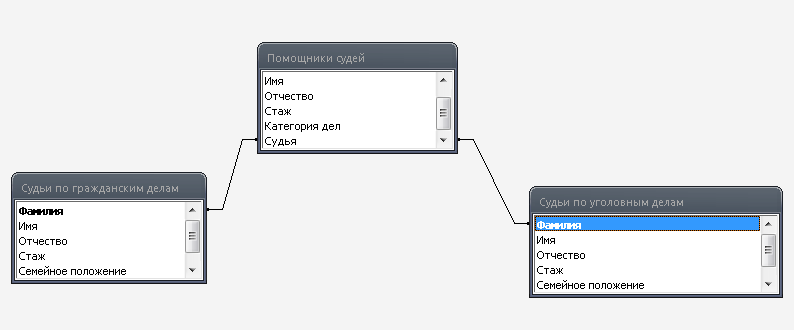 Помощники судей
Имя
Отчество
Стаж
Категория дел
Судья
Судьи по гражданским делам
Фамилия
Имя
Отчество
Стаж
Семейное положение
Судьи по уголовным делам
Фамилия
Имя
Отчество
Стаж
Семейное положение